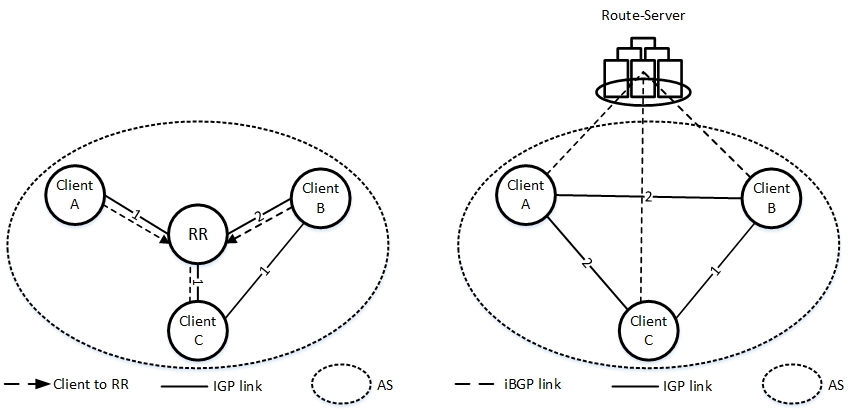 Route-Server
Client
A
1
RR
2
Client
B
1
1
Client
C
Client to RR
IGP link
AS
Client
A
2
Client
B
2
1
Client
C
iBGP link
IGP link
AS